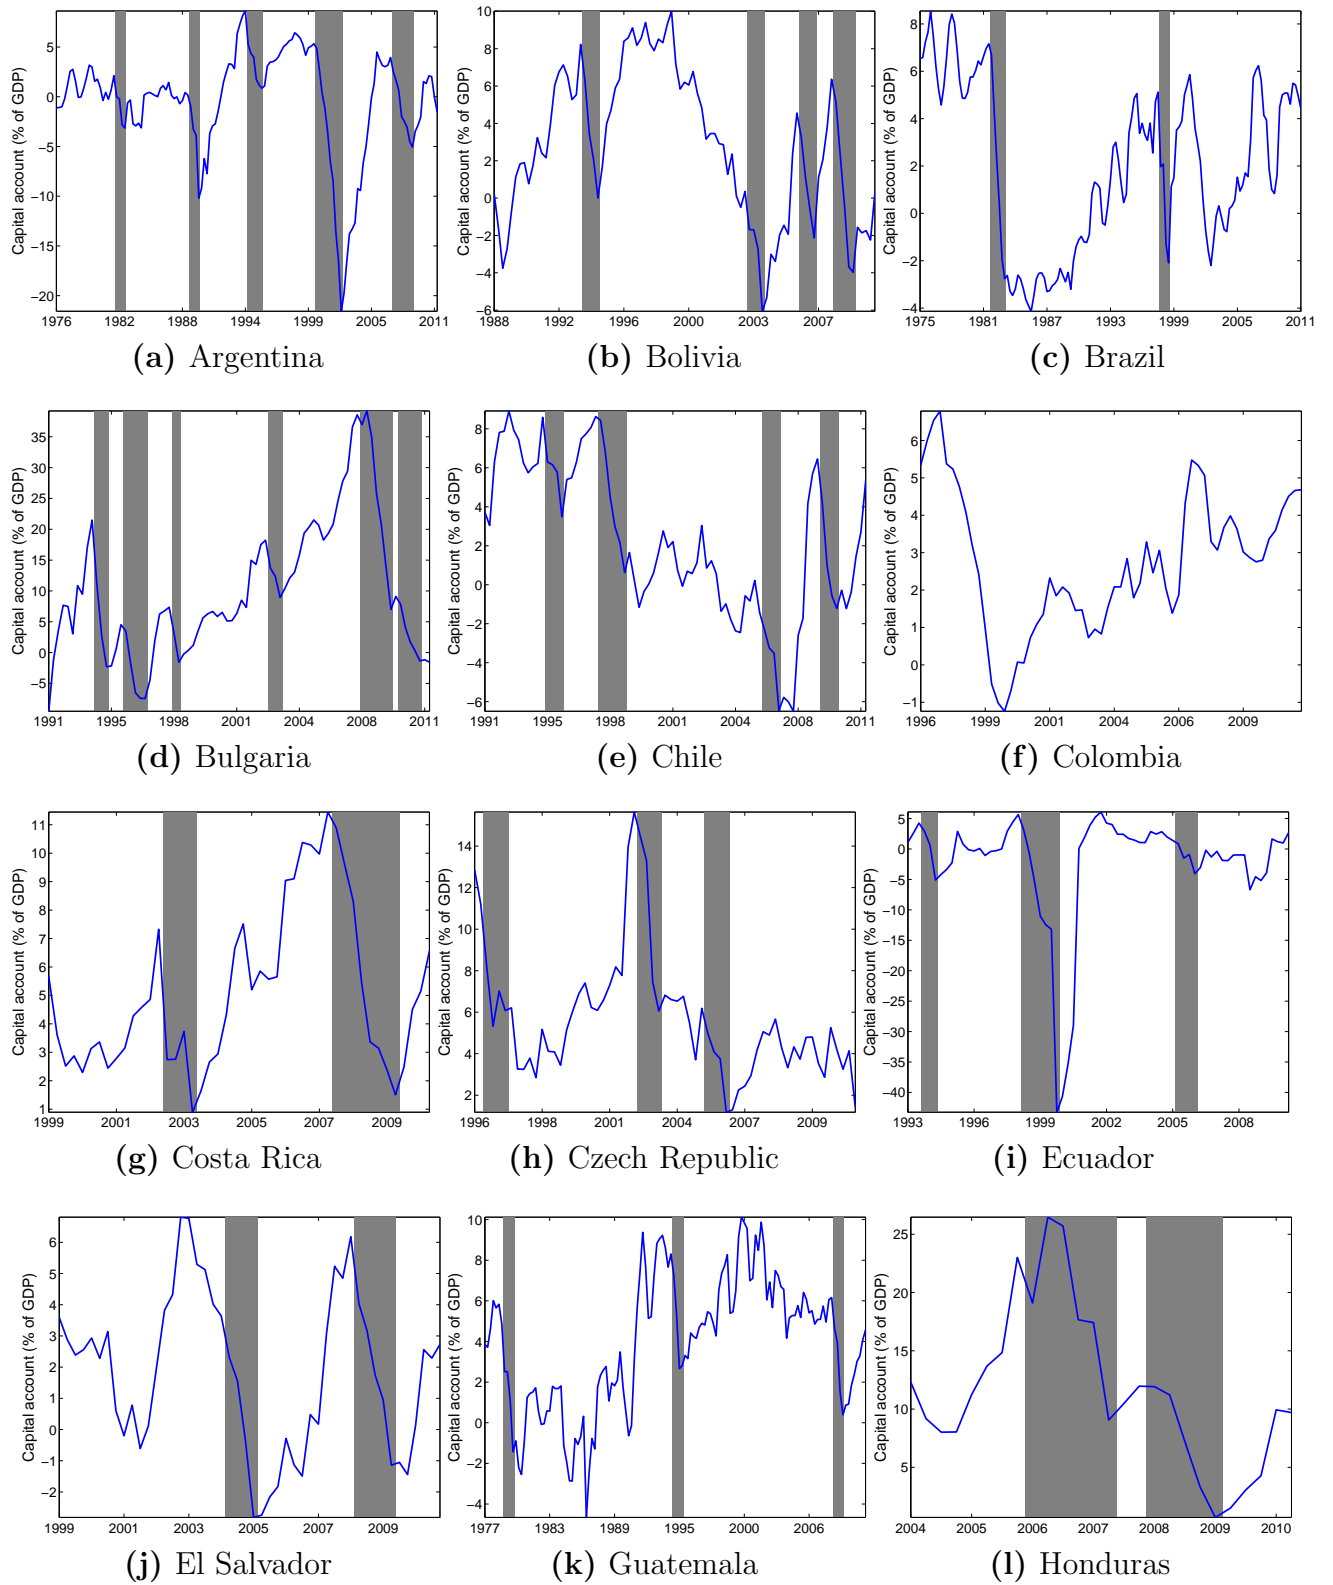 Capital account (% of GDP)
5
0
−5
−10
−15
−20
1976 1982 1988 1994 1999 2005 2011
(a) Argentina
Capital account (% of GDP)
10
8
6
4
2
0
−2
−4
−6
1988 1992 1996 2000 2003 2007
(b) Bolivia
Capital account (% of GDP)
8
6
4
2
0
−2
−4
1975 1981 1987 1993 1999 2005 2011
(c) Brazil
Capital account (% of GDP)
35
30
25
20
15
10
5
0
−5
1991 1995 1998 2001 2004 2008 2011
(d) Bulgaria
Capital account (% of GDP)
8
6
4
2
0
−2
−4
−6
1991 1995 1998 2001 2004 2008 2011
(e) Chile
Capital account (% of GDP)
6
5
4
3
2
1
0
−1
1996 1999 2001 2004 2006 2009
(f) Colombia
Capital account (% of GDP)
11
10
9
8
7
6
5
4
3
2
1
1999 2001 2003 2005 2007 2009
(g) Costa Rica
Capital account (% of GDP)
14
12
10
8
6
4
2
1996 1998 2000 2002 2004 2007 2009
(h) Czech Republic
Capital account (% of GDP)
5
0
−5
−10
−15
−20
−25
−30
−35
−40
1993 1996 1999 2002 2005 2008
(i) Ecuador
Capital account (% of GDP)
6
5
4
3
2
1
0
−1
−2
1999 2001 2003 2005 2007 2009
(j) El Salvador
Capital account (% of GDP)
10
8
6
4
2
0
−2
−4
1977 1983 1989 1995 2000 2006
(k) Guatemala
Capital account (% of GDP)
25
20
15
10
5
2004 2005 2006 2007 2008 2009 2010
(l) Honduras